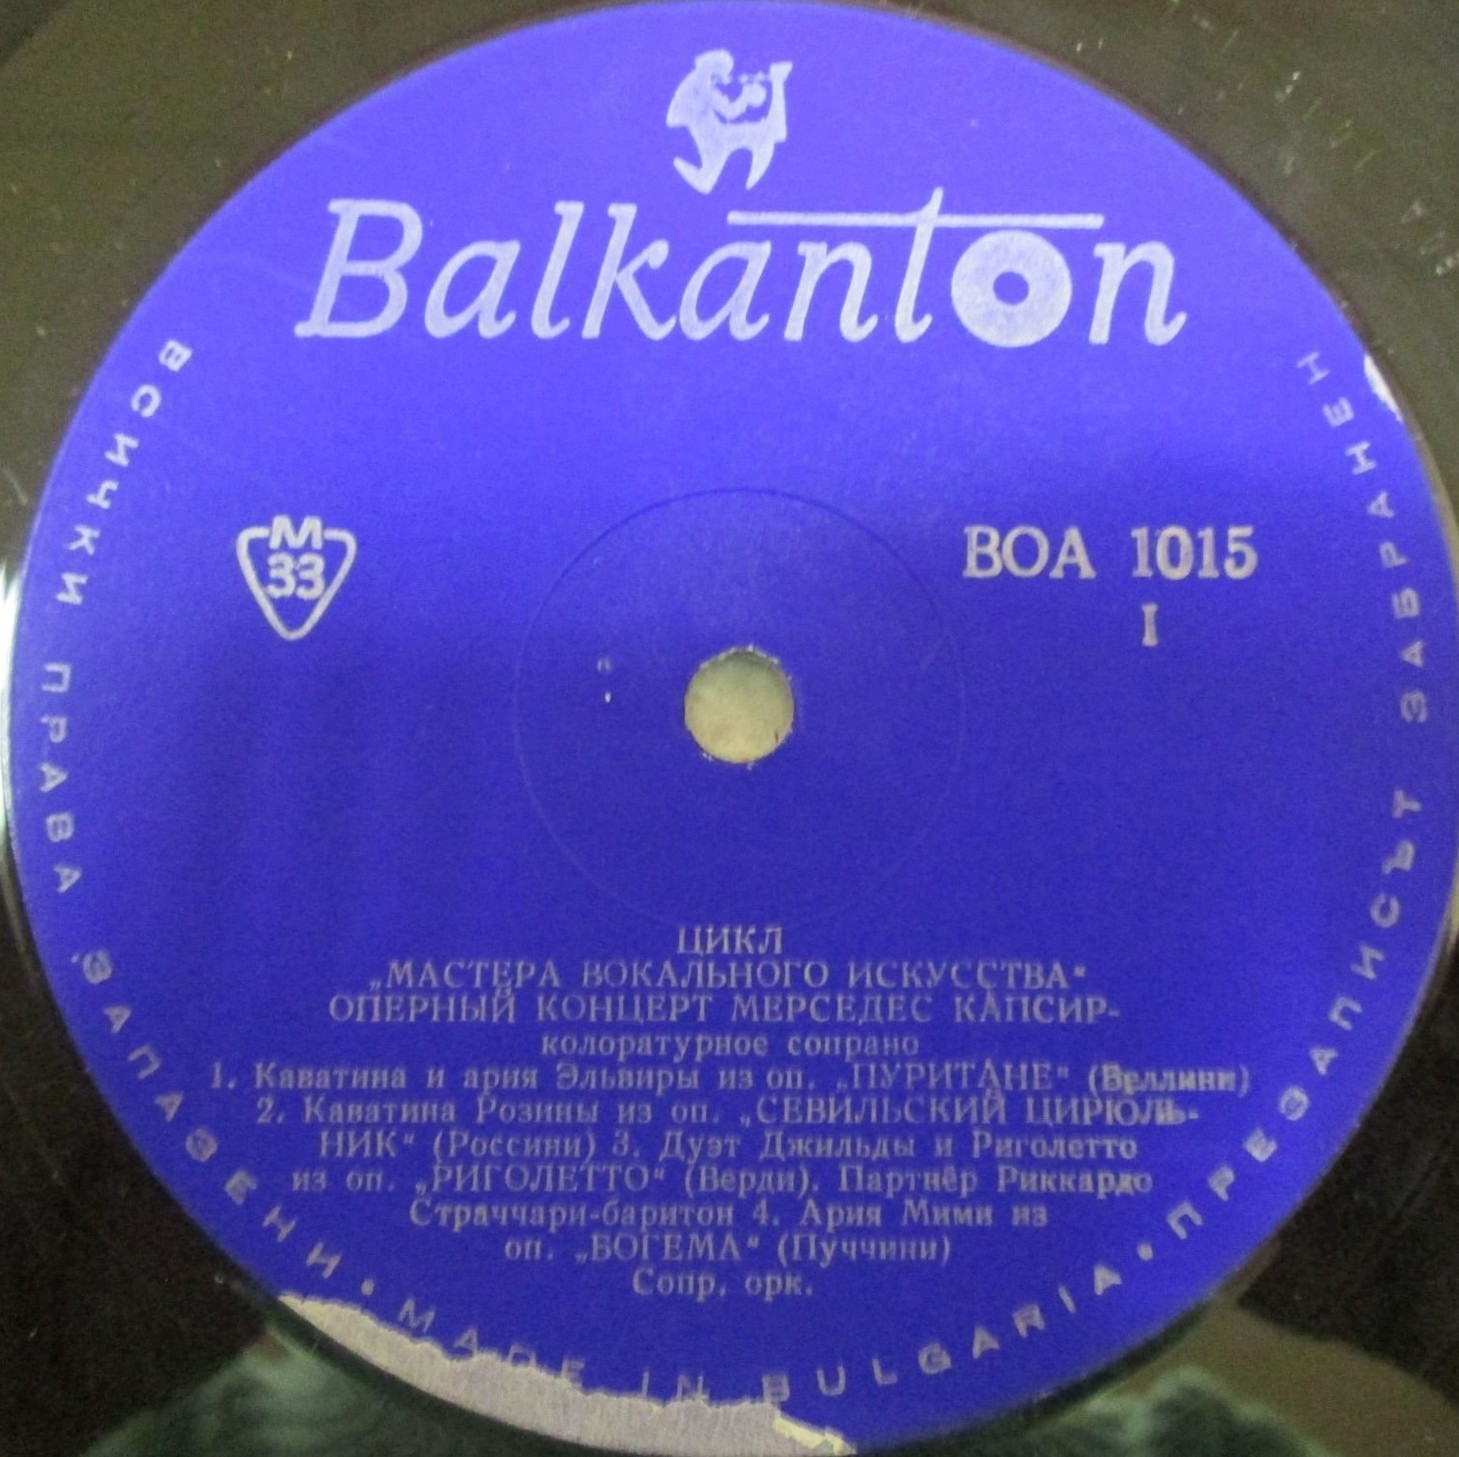 Balkanton
M
33
ВОА 1015
I
ЦИКЛ
„МАСТЕРА ВОКАЛЬНОГО ИСКУССТВА“
ОПЕРНЫЙ КОНЦЕРТ МЕРСЕДЕС КАПСИР-
колоратурное сопрано
1. Каватина и ария Эльвиры из оп. „ПУРИТАНЕ“ (Веллини)
2. Каватина Розины из оп. „СЕВИЛЬСКИЙ ЦИРЮЛЬ-
НИК“ (Россини) 3. Дуэт Джильды и Риголетто
из оп. „РИГОЛЕТТО“ (Верди). Партнёр Риккардо
Страччари-баритон 4. Ария Мими из
оп. „БОГЕМА“ (Пуччини)
Сопр. орк.
ВСИЧКИ ПРАВА ЗАПАЗЕНИ • MADE IN BULGARIA • ПРЕЗАПИСЪТ ЗАБРАНЕН